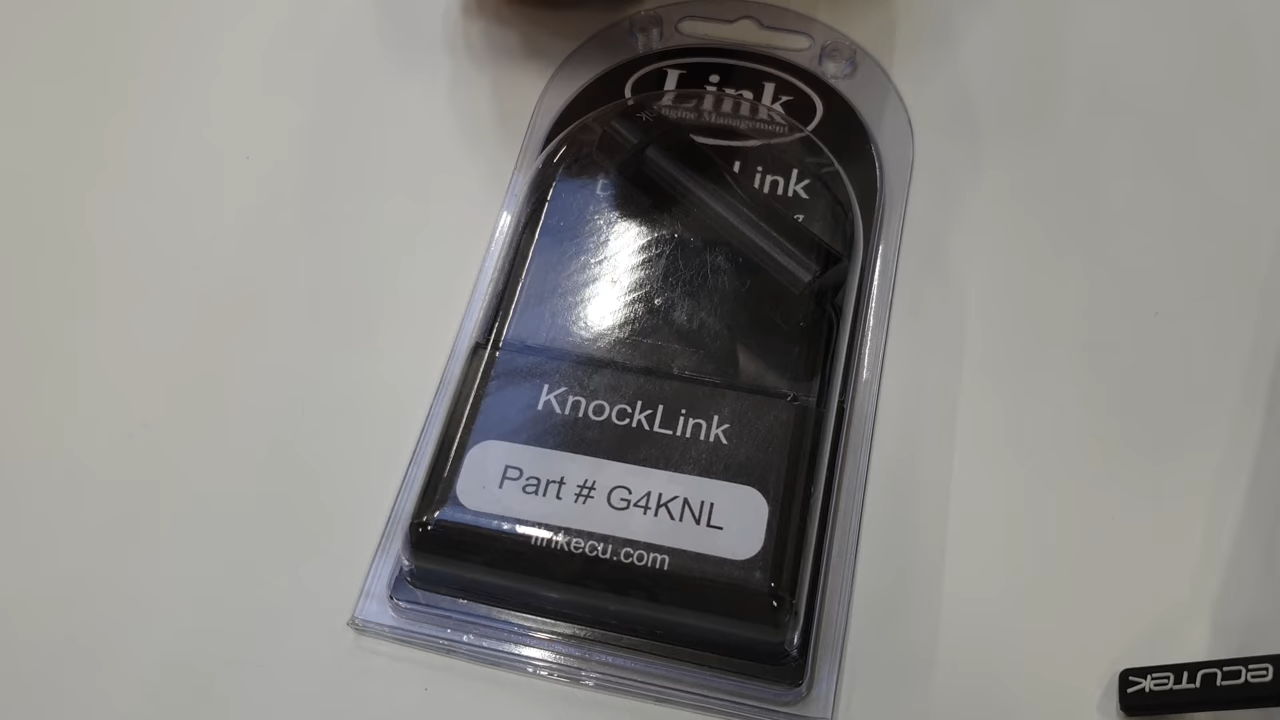 Link
Engine Management
Link
KnockLink
Part # G4KNL
linkecu.com
ECUTEK